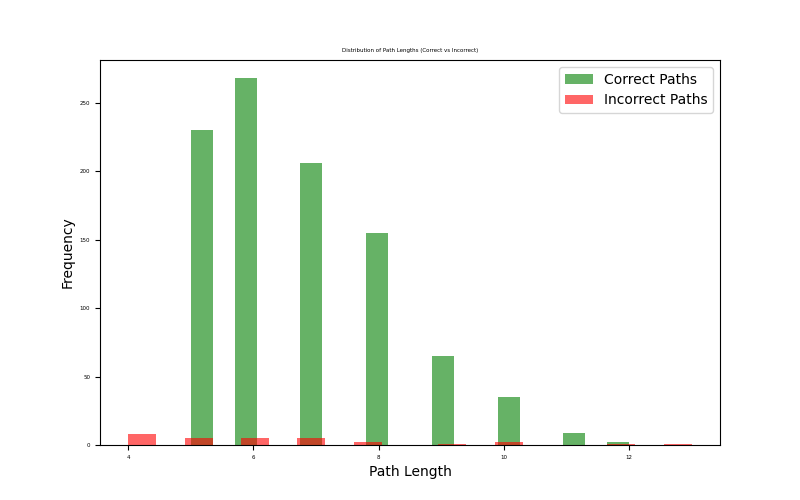 Distribution of Path Lengths (Correct vs Incorrect)
Correct Paths
Incorrect Paths
Frequency
250
200
150
100
50
0
4 6 8 10 12
Path Length